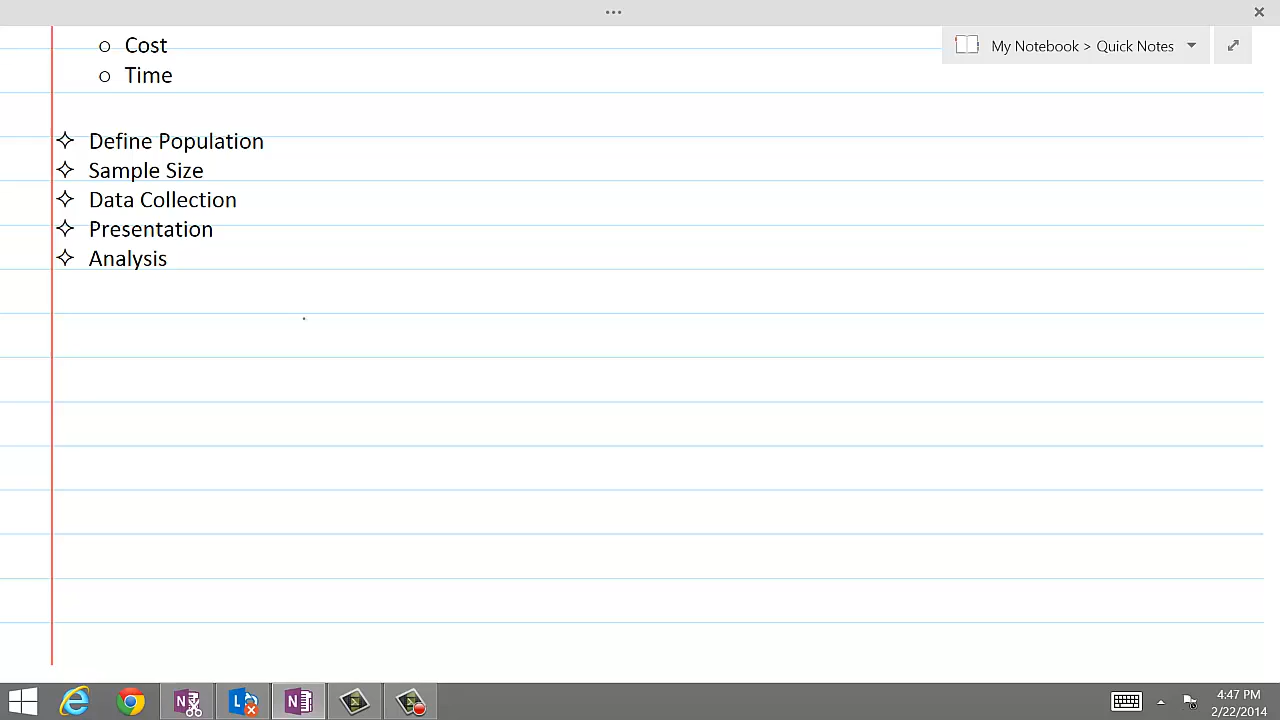 ○ Cost
My Notebook > Quick Notes
○ Time
✧ Define Population
✧ Sample Size
✧ Data Collection
✧ Presentation
✧ Analysis
4:47 PM
2/22/2014